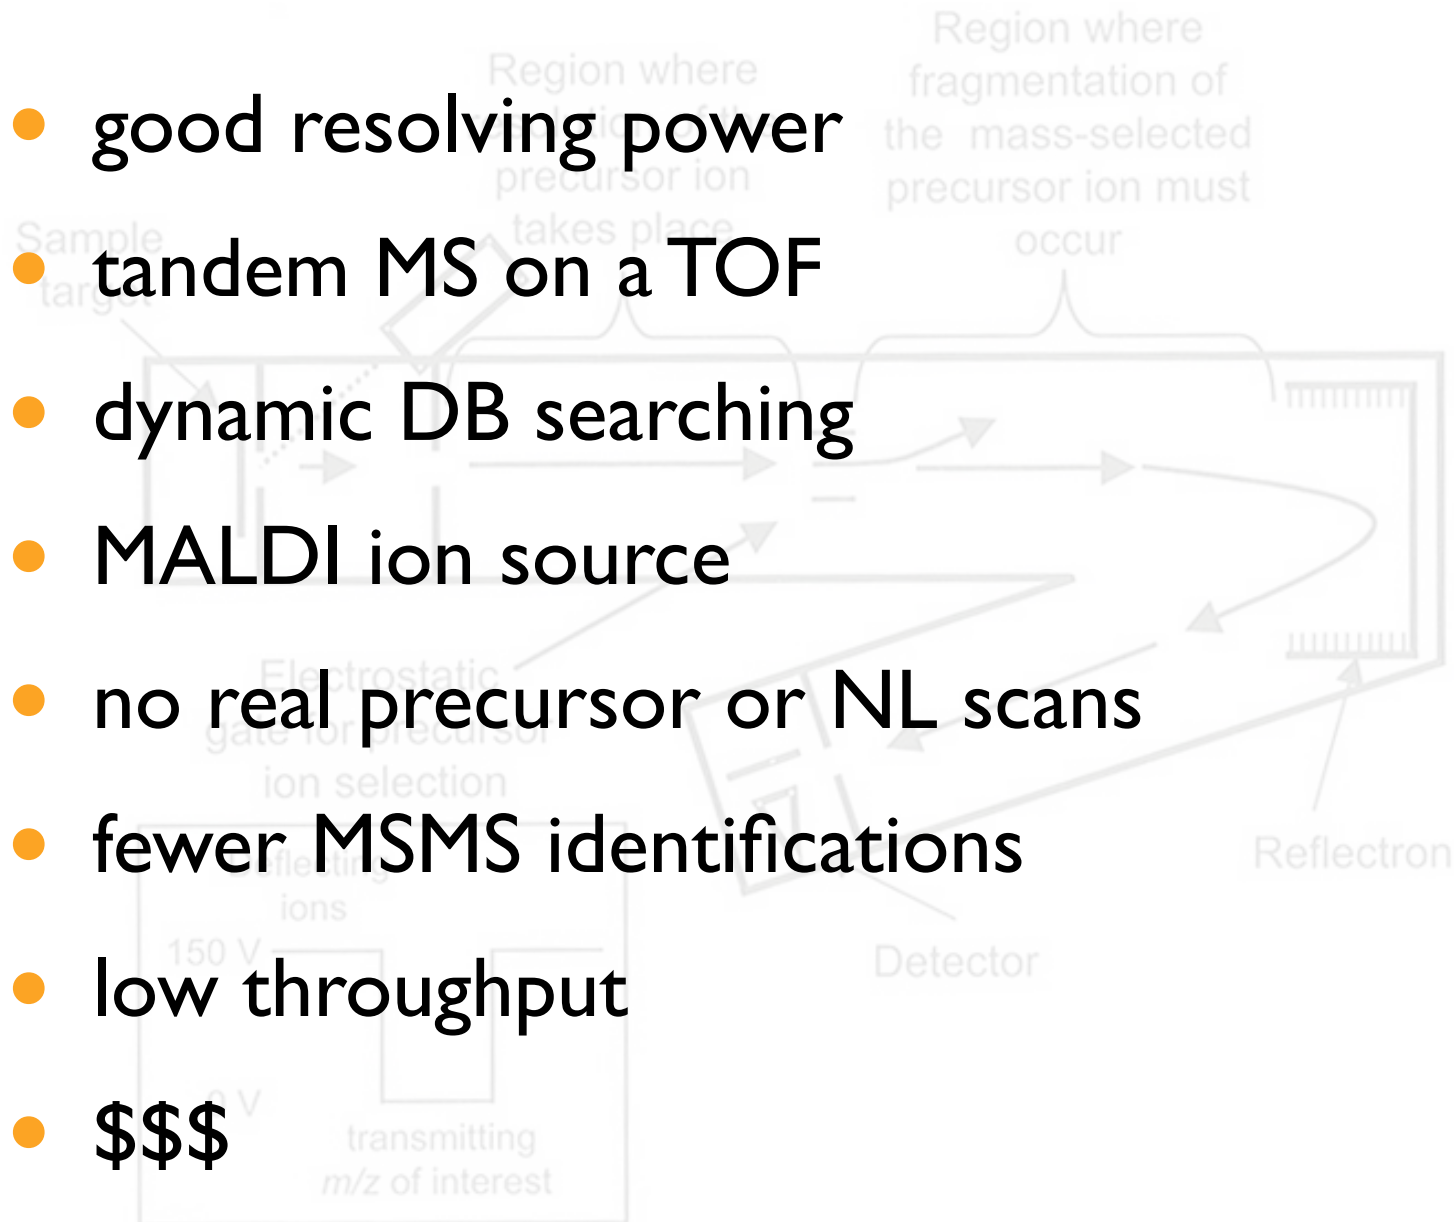 Region where
fragmentation of
the mass-selected
precursor ion must
occur
Region where
precursor ion
takes place
Sample
target
• good resolving power
• tandem MS on a TOF
• dynamic DB searching
• MALDI ion source
• no real precursor or NL scans
• fewer MSMS identifications
• low throughput
• $$$
Electrostatic
gate for precursor
ion selection
Deflecting
ions
150 V
0 V
transmitting
m/z of interest
Reflectron
Detector